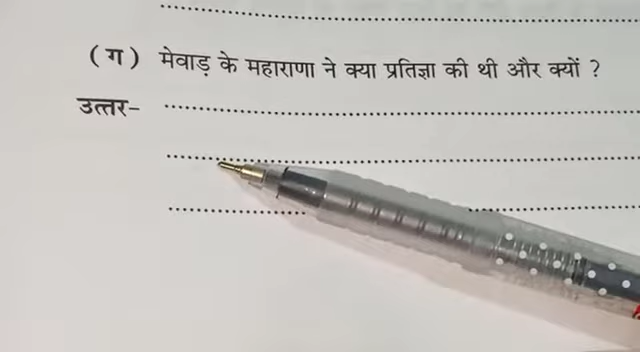 (ग) मेवाड़ के महाराणा ने क्या प्रतिज्ञा की थी और क्यों ?
उत्तर-